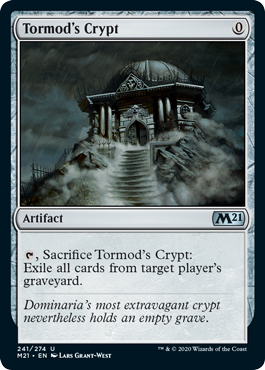 Tormod's Crypt 0
Artifact M21
, Sacrifice Tormod's Crypt:
Exile all cards from target player's
graveyard.
Dominaria's most extravagant crypt
nevertheless holds an empty grave.
241/274 U
M21 • EN Lars Grant-West
™ & © 2020 Wizards of the Coast